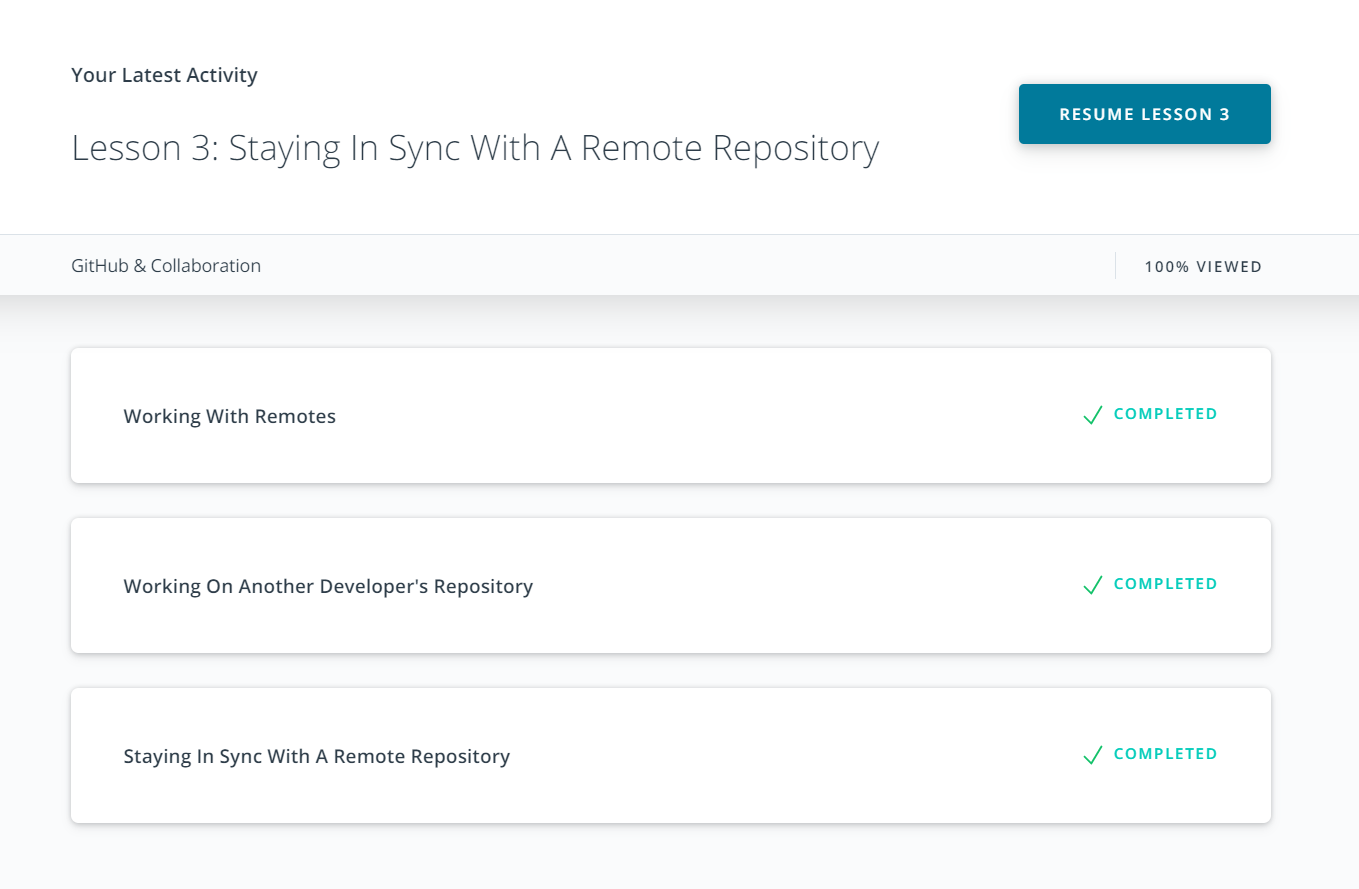 Your Latest Activity
RESUME LESSON 3
Lesson 3: Staying In Sync With A Remote Repository
GitHub & Collaboration
100% VIEWED
Working With Remotes
COMPLETED
Working On Another Developer's Repository
COMPLETED
Staying In Sync With A Remote Repository
COMPLETED